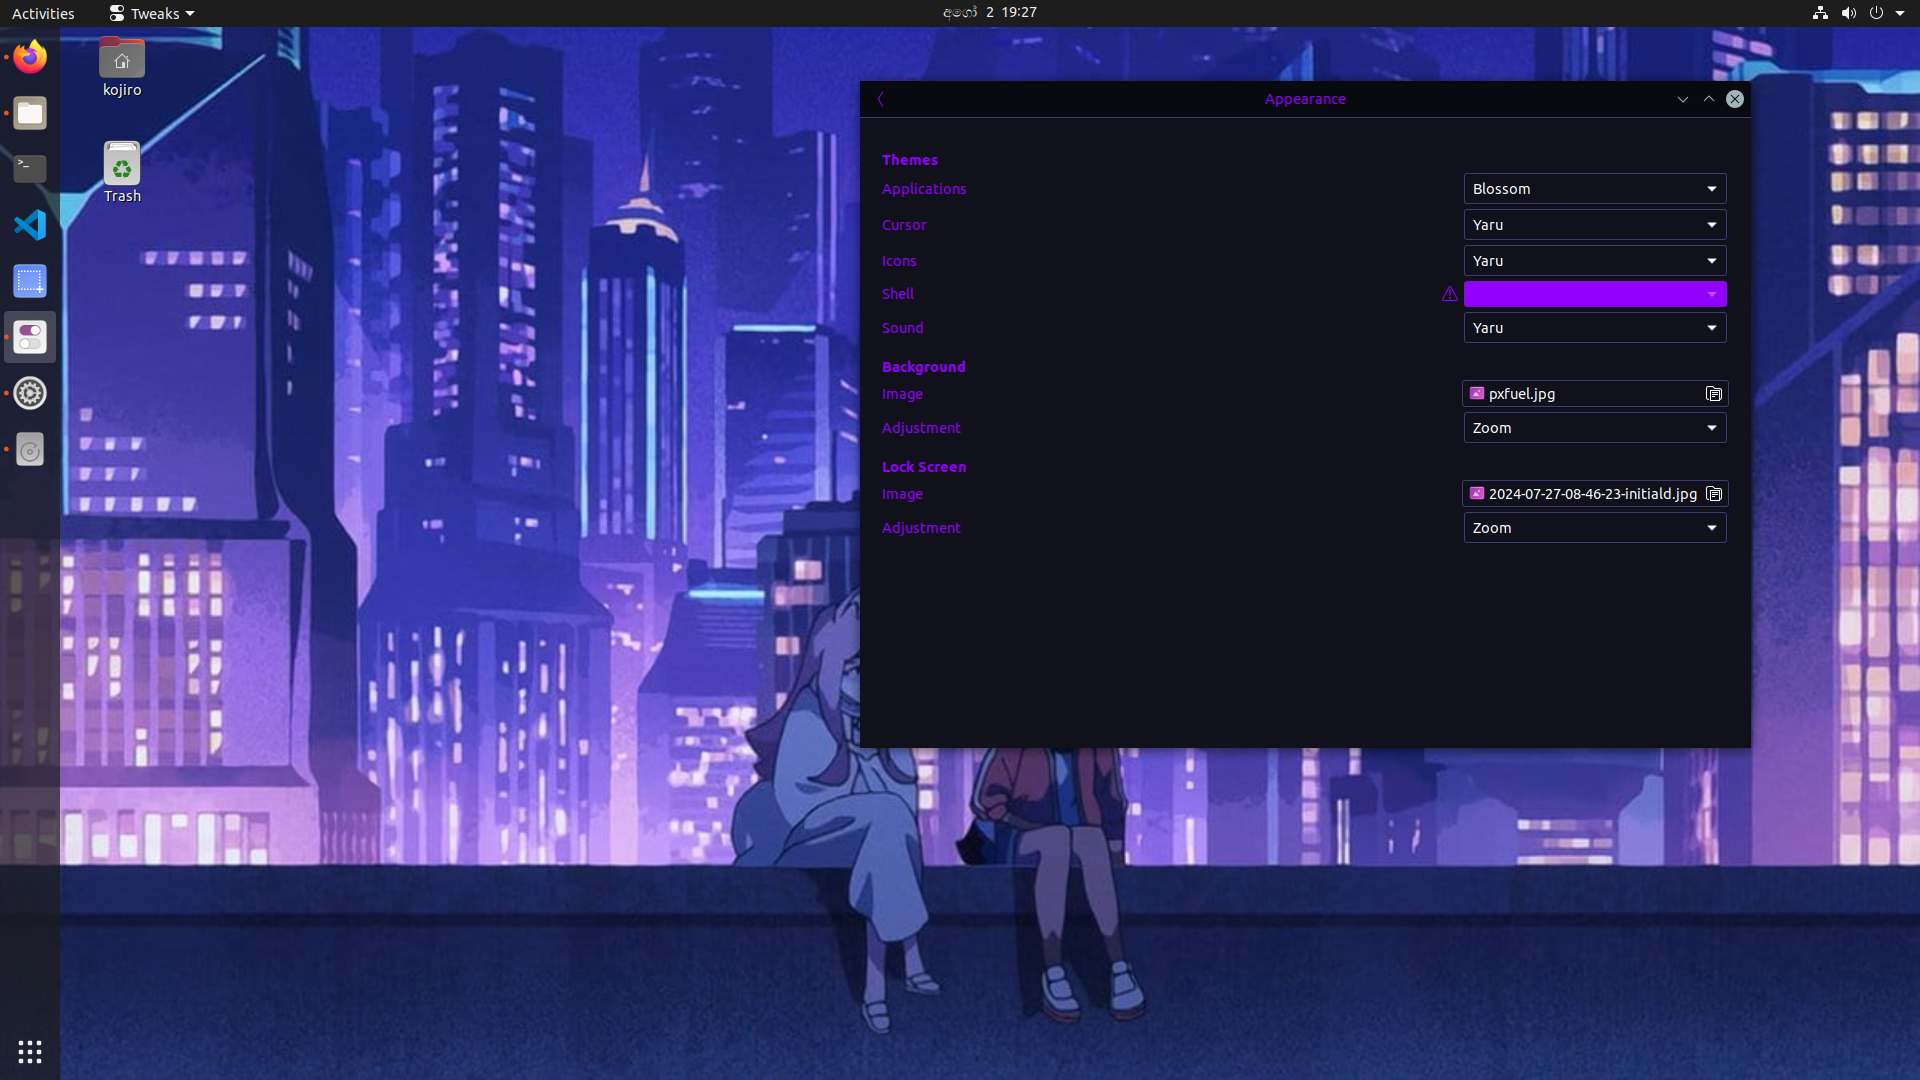 Activities
Tweaks
අගෝ 2 19:27
kojiro
Trash
Appearance
Themes
Applications
Blossom
Cursor
Yaru
Icons
Yaru
Shell
Sound
Yaru
Background
Image
pxfuel.jpg
Adjustment
Zoom
Lock Screen
Image
2024-07-27-08-46-23-initiald.jpg
Adjustment
Zoom